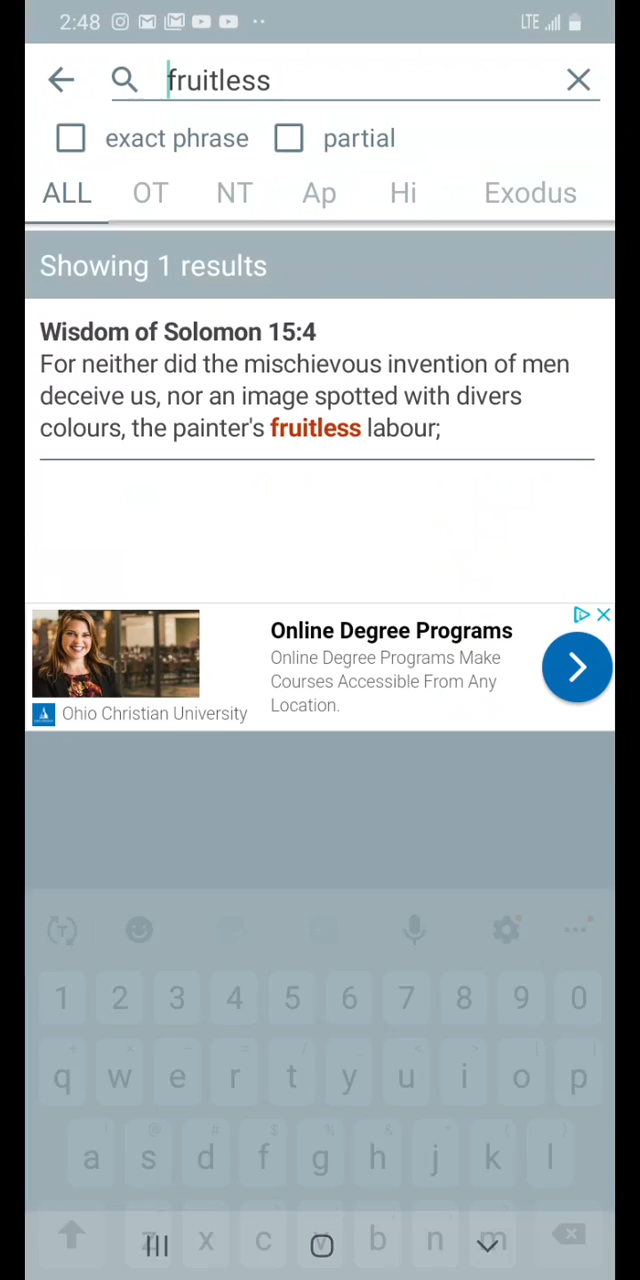 2:48 LTE
fruitless
exact phrase partial
ALL OT NT Ap Hi Exodus
Showing 1 results
Wisdom of Solomon 15:4
For neither did the mischievous invention of men
deceive us, nor an image spotted with divers
colours, the painter's fruitless labour;
Online Degree Programs
Online Degree Programs Make
Courses Accessible From Any
Location.
Ohio Christian University
1 2 3 4 5 6 7 8 9 0
q w e r t y u i o p
a s d f g h j k l
z x c v b n m